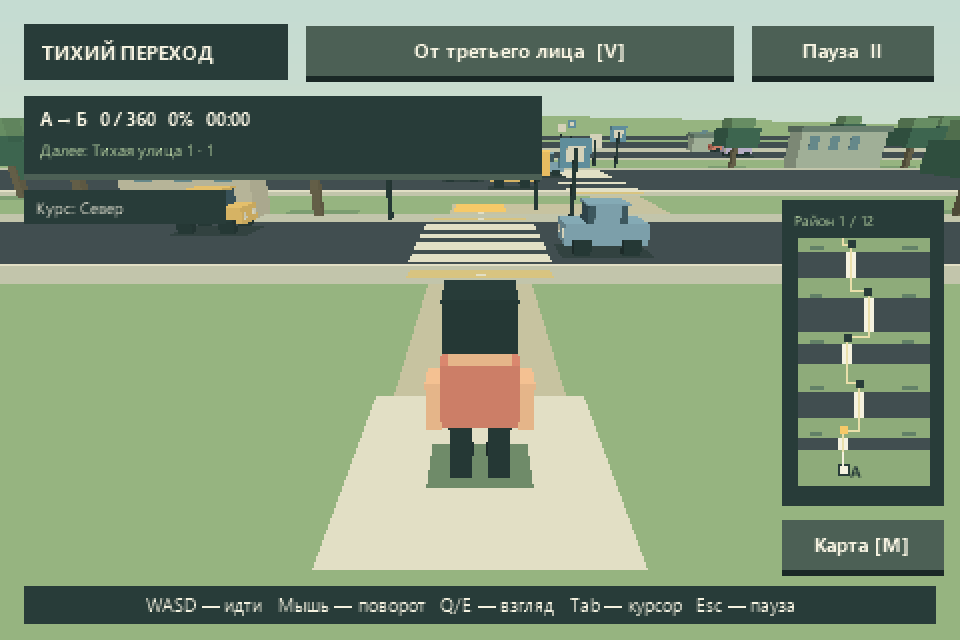 ТИХИЙ ПЕРЕХОД
От третьего лица [V]
Пауза II
А — Б 0 / 360 0% 00:00
Далее: Тихая улица 1 · 1
Курс: Север
Район 1 / 12
А
Карта [M]
WASD — идти Мышь — поворот Q/E — взгляд Tab — курсор Esc — пауза